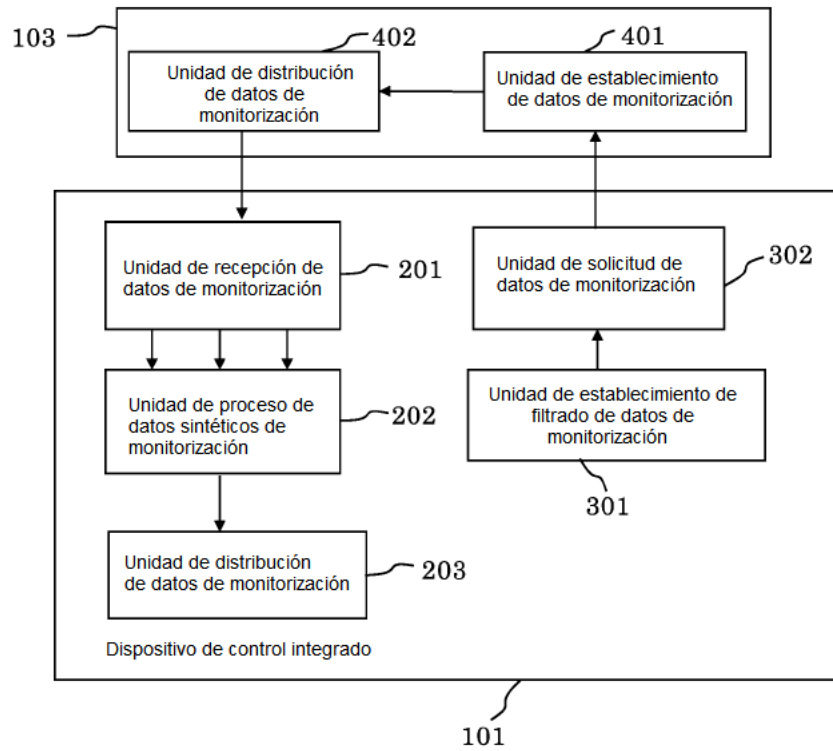 103
402
401
Unidad de distribución
de datos de
monitorización
Unidad de establecimiento
de datos de monitorización
Unidad de recepción de
datos de monitorización
201
Unidad de solicitud de
datos de monitorización
302
Unidad de proceso de
datos sintéticos de
monitorización
202
Unidad de establecimiento de
filtrado de datos de
monitorización
301
Unidad de distribución
de datos de monitorización
203
Dispositivo de control integrado
101